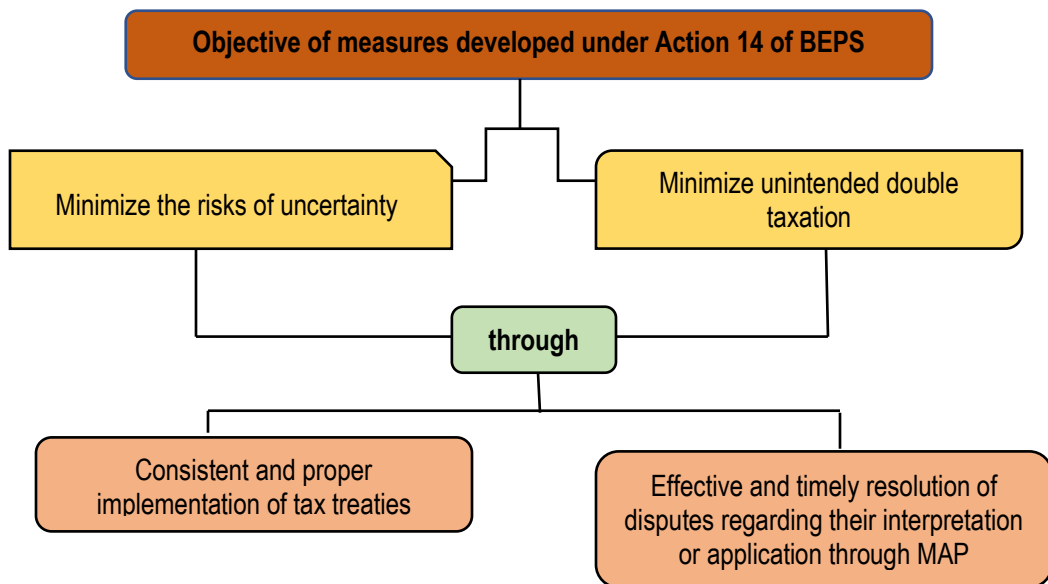 Objective of measures developed under Action 14 of BEPS
Minimize the risks of uncertainty
Minimize unintended double
taxation
through
Consistent and proper
implementation of tax treaties
Effective and timely resolution of
disputes regarding their interpretation
or application through MAP